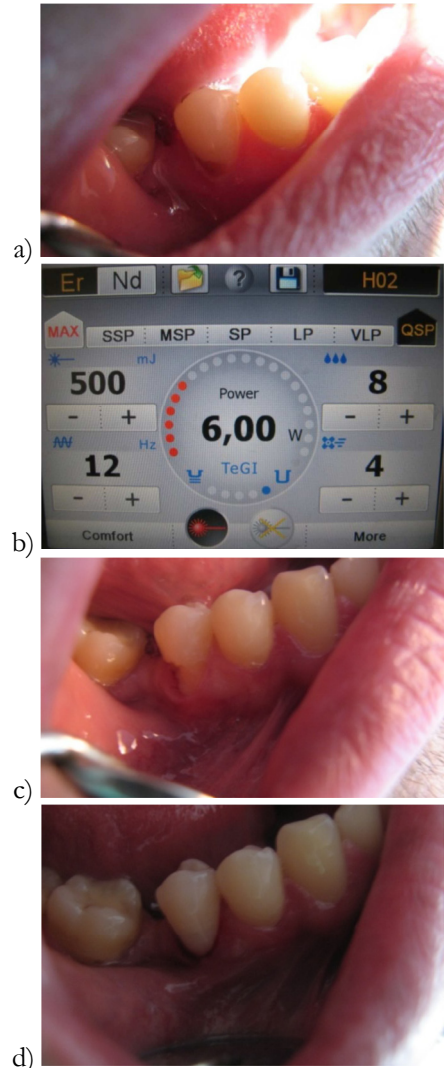 a)
Er Nd ? H02
MAX SSP MSP SP LP VLP QSP
mJ
500 Power 8
- + 6,00 W - +
Hz TeGI
12 4
- + - +
Comfort More
b)
c)
d)